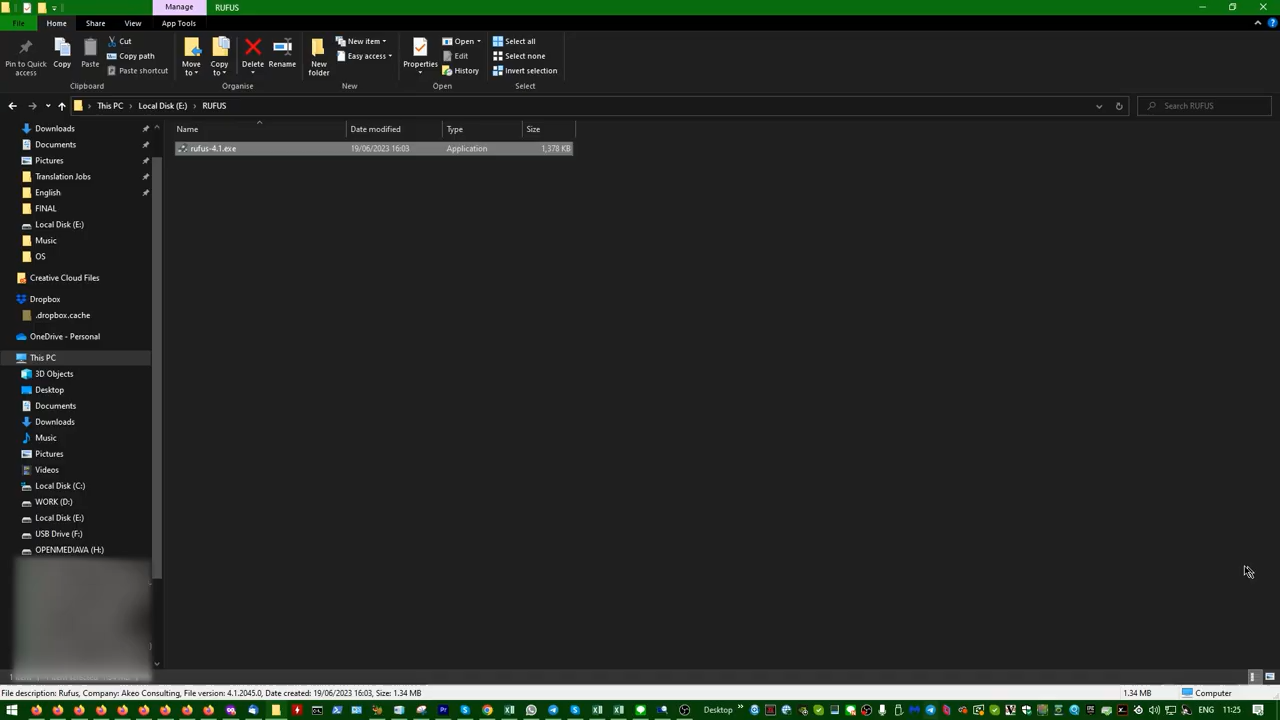 Manage
RUFUS
File
Home
Share
View
App Tools
Pin to Quick
access
Copy
Paste
Cut
Copy path
Paste shortcut
Clipboard
Move
to
Copy
to
Delete
Rename
Organise
New
folder
New item
Easy access
New
Properties
Open
Edit
History
Open
Select all
Select none
Invert selection
Select
This PC
Local Disk (E:)
RUFUS
Search RUFUS
Name
Date modified
Type
Size
rufus-4.1.exe
19/06/2023 16:03
Application
1,378 KB
Downloads
Documents
Pictures
Translation Jobs
English
FINAL
Local Disk (E:)
Music
OS
Creative Cloud Files
Dropbox
.dropbox.cache
OneDrive - Personal
This PC
3D Objects
Desktop
Documents
Downloads
Music
Pictures
Videos
Local Disk (C:)
WORK (D:)
Local Disk (E:)
USB Drive (F:)
OPENMEDIAVA (H:)
File description: Rufus, Company: Akeo Consulting, File version: 4.1.2045.0, Date created: 19/06/2023 16:03, Size: 1.34 MB
1.34 MB
Computer
Desktop
ENG
11:25